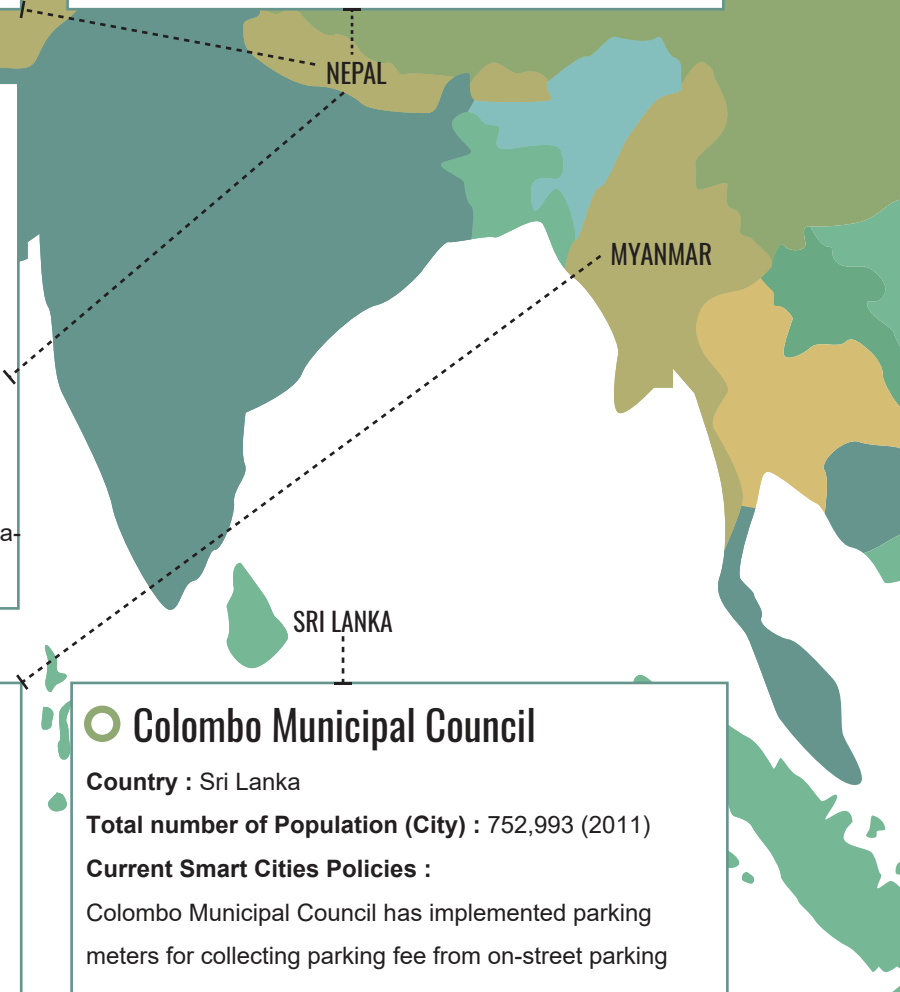 NEPAL
MYANMAR
a-
SRI LANKA
Colombo Municipal Council
Country : Sri Lanka
Total number of Population (City) : 752,993 (2011)
Current Smart Cities Policies :
Colombo Municipal Council has implemented parking
meters for collecting parking fee from on-street parking